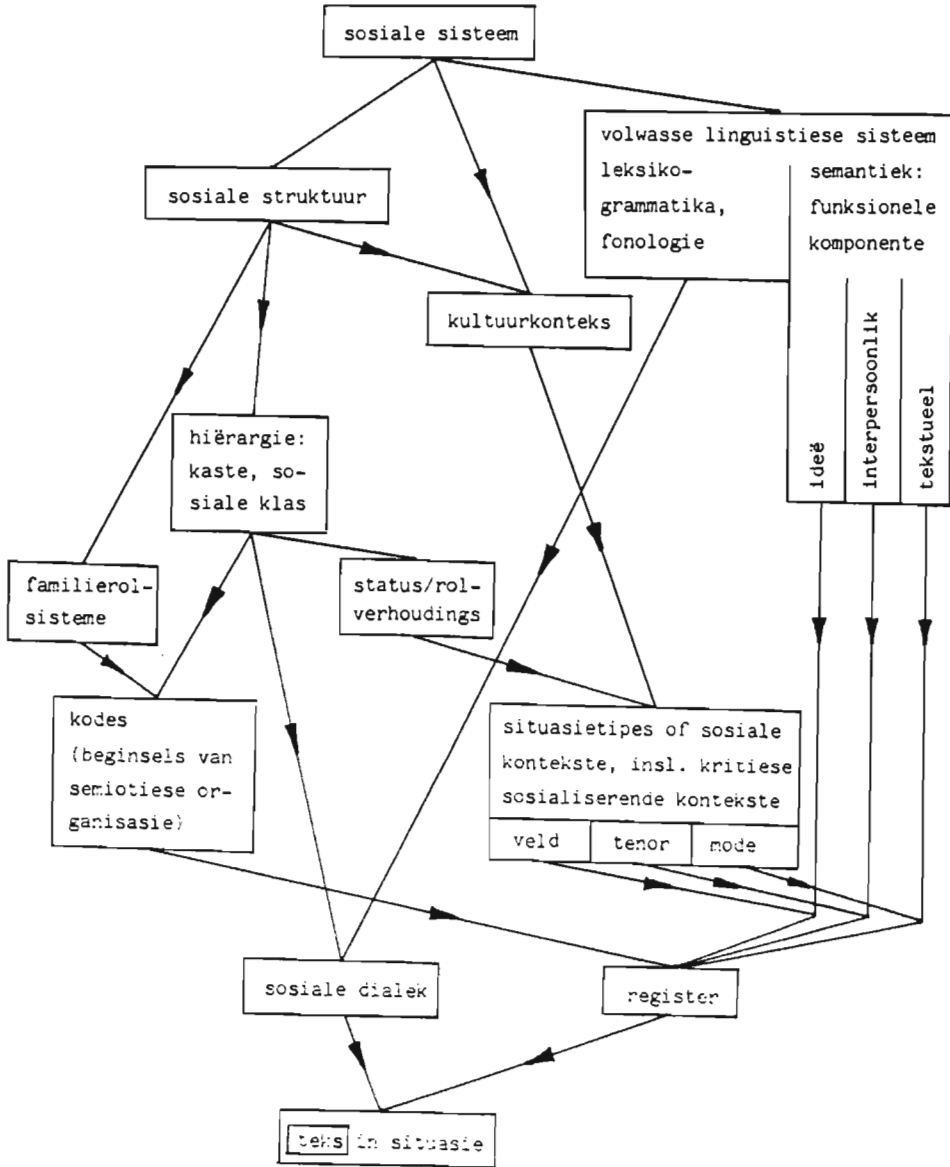 sosiale sisteem
volwasse linguistiese sisteem
leksiko-
grammatika,
fonologie
semantiek:
funksionele
komponente
sosiale struktuur
kultuurkonteks
ideë
interpersoonlik
tekstueel
hiërargie:
kaste, so-
siale klas
familierol-
sisteme
status/rol-
verhoudings
kodes
(beginsels van
semiotiese or-
ganisasie)
situasietipes of sosiale
kontekste, insl. kritiese
sosialiserende kontekste
veld
tenor
mode
sosiale dialek
register
teks in situasie